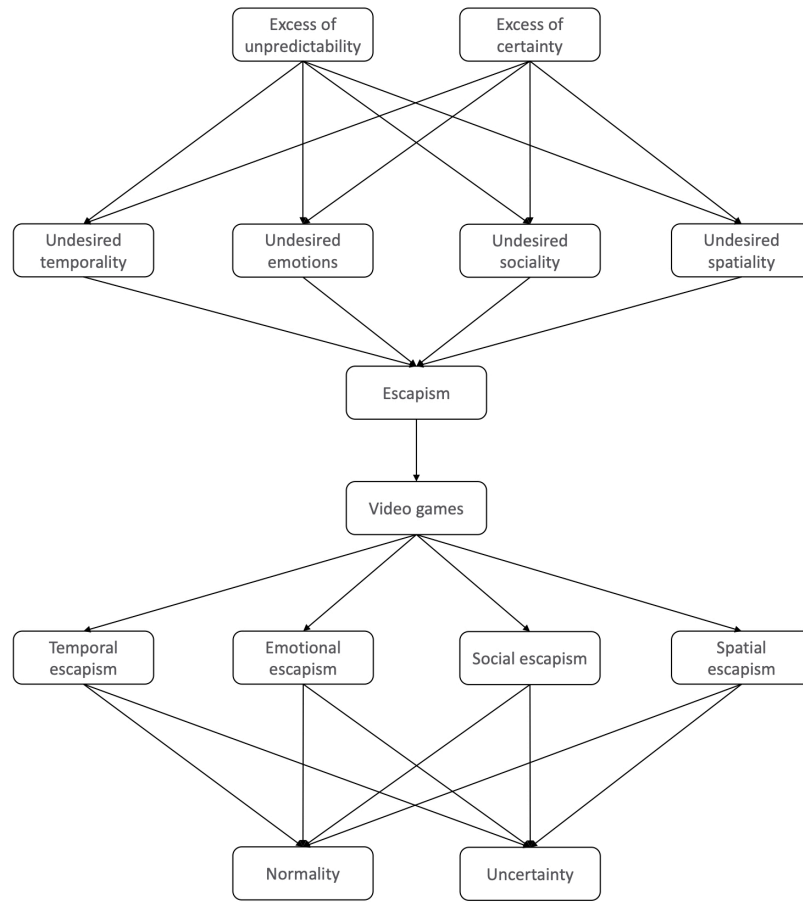 Excess of
unpredictability
Excess of
certainty
Undesired
temporality
Undesired
emotions
Undesired
sociality
Undesired
spatiality
Escapism
Video games
Temporal
escapism
Emotional
escapism
Social escapism
Spatial
escapism
Normality
Uncertainty